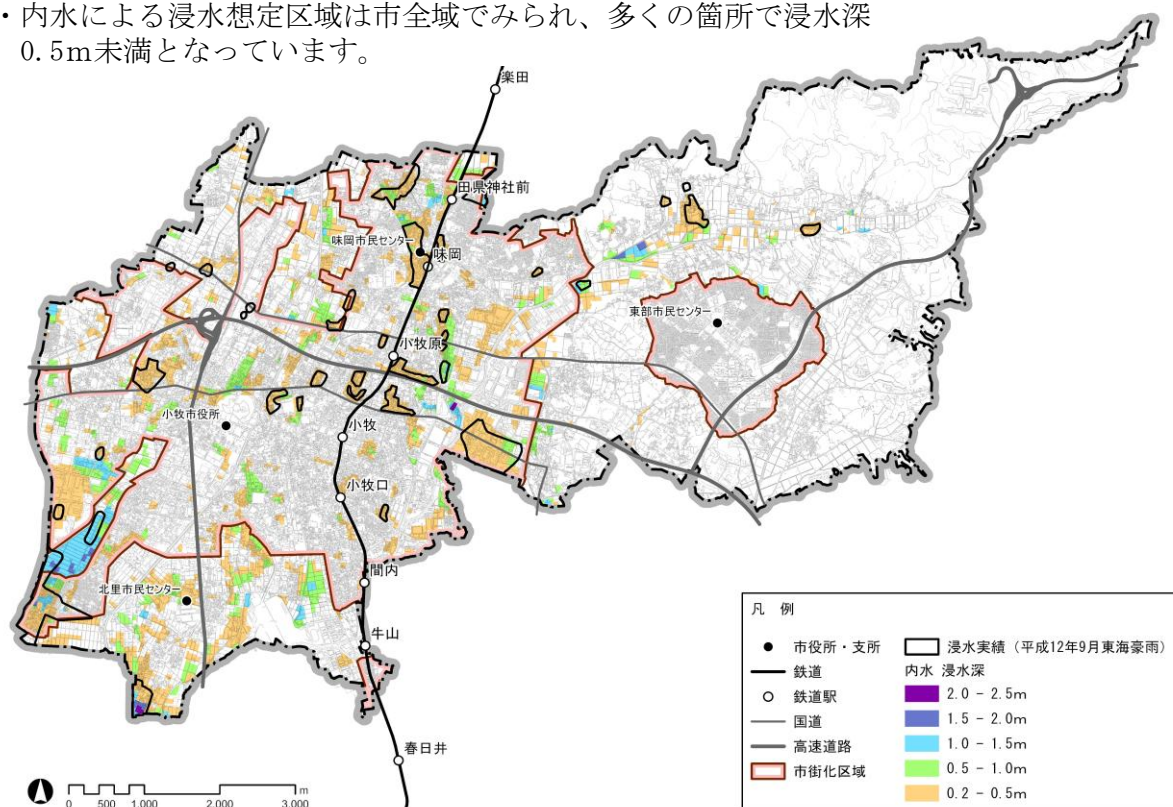 ・内水による浸水想定区域は市全域でみられ、多くの箇所で浸水深
0.5m未満となっています。
楽田
田県神社前
味岡市民センター
味岡
東部市民センター
小牧原
小牧市役所
小牧
小牧口
間内
北里市民センター
牛山
春日井
凡 例
市役所・支所
鉄道
鉄道駅
国道
高速道路
市街化区域
浸水実績（平成12年9月東海豪雨）
内水 浸水深
2.0 - 2.5m
1.5 - 2.0m
1.0 - 1.5m
0.5 - 1.0m
0.2 - 0.5m
0 500 1,000 2,000 3,000 m